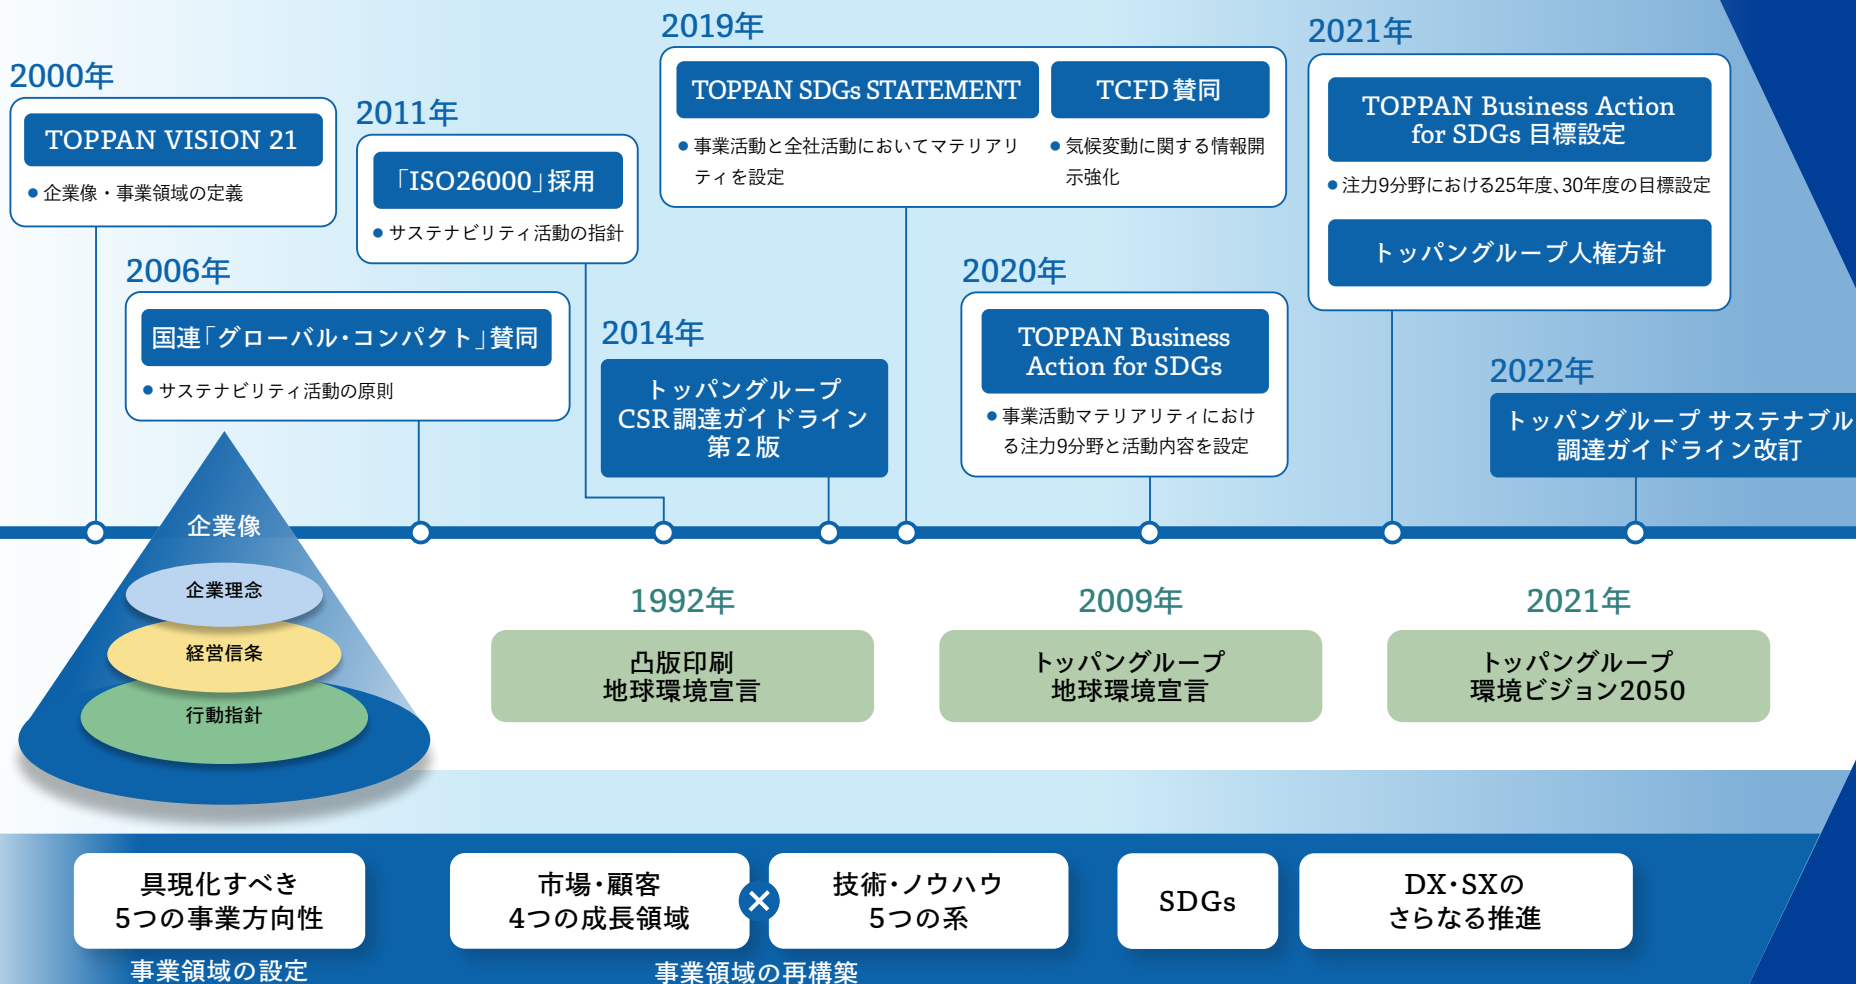 2000年
TOPPAN VISION 21
● 企業像・事業領域の定義
2006年
国連「グローバル・コンパクト」賛同
● サステナビリティ活動の原則
2011年
「ISO26000」採用
● サステナビリティ活動の指針
2014年
トッパングループ
CSR調達ガイドライン
第2版
2019年
TOPPAN SDGs STATEMENT
● 事業活動と全社活動においてマテリアリ
ティを設定
TCFD賛同
● 気候変動に関する情報開
示強化
2020年
TOPPAN Business
Action for SDGs
● 事業活動マテリアリティにおけ
る注力9分野と活動内容を設定
2021年
TOPPAN Business Action
for SDGs 目標設定
● 注力9分野における25年度、30年度の目標設定
トッパングループ人権方針
2022年
トッパングループ サステナブル
調達ガイドライン改訂
企業像
企業理念
経営信条
行動指針
1992年
凸版印刷
地球環境宣言
2009年
トッパングループ
地球環境宣言
2021年
トッパングループ
環境ビジョン2050
具現化すべき
5つの事業方向性
事業領域の設定
市場・顧客
4つの成長領域
×
技術・ノウハウ
5つの系
事業領域の再構築
SDGs
DX・SXの
さらなる推進